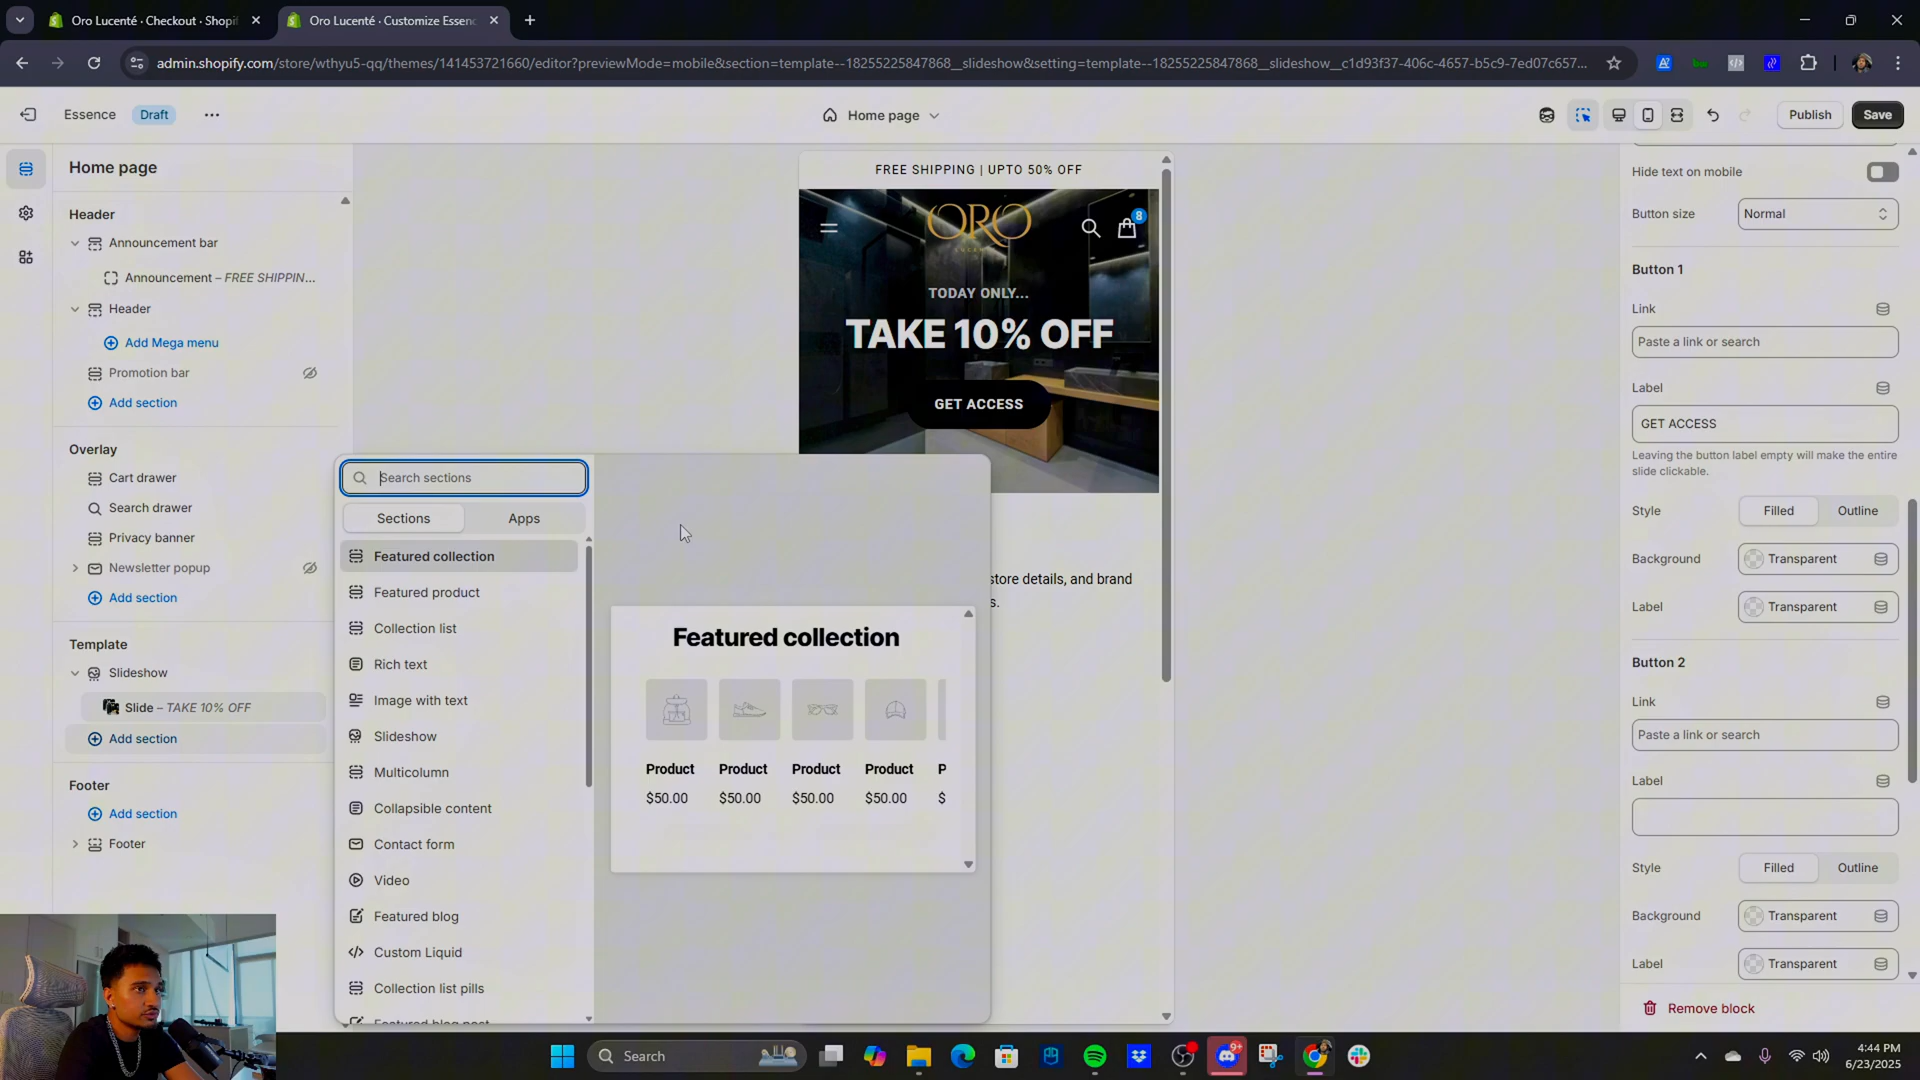 Oro Lucenté · Checkout · Shopif
Oro Lucenté · Customize Essenc
admin.shopify.com/store/wthyu5-qq/themes/141453721660/editor?previewMode=mobile&section=template--18255225847868__slideshow&setting=template--18255225847868__slideshow__c1d93f37-406c-4657-b5c9-7ed07c657...
Essence
Draft
Home page
Publish
Save
Home page
Header
Announcement bar
Announcement – FREE SHIPPIN...
Header
Add Mega menu
Promotion bar
Add section
Overlay
Cart drawer
Search drawer
Privacy banner
Newsletter popup
Add section
Template
Slideshow
Slide – TAKE 10% OFF
Add section
Footer
Add section
Footer
Search sections
Sections
Apps
Featured collection
Featured product
Collection list
Rich text
Image with text
Slideshow
Multicolumn
Collapsible content
Contact form
Video
Featured blog
Custom Liquid
Collection list pills
Featured blog post
Featured collection
Product
Product
Product
Product
P
$50.00
$50.00
$50.00
$50.00
$
FREE SHIPPING | UPTO 50% OFF
ORO
8
TODAY ONLY...
TAKE 10% OFF
GET ACCESS
store details, and brand
s.
Hide text on mobile
Button size
Normal
Button 1
Link
Paste a link or search
Label
GET ACCESS
Leaving the button label empty will make the entire
slide clickable.
Style
Filled
Outline
Background
Transparent
Label
Transparent
Button 2
Link
Paste a link or search
Label
Style
Filled
Outline
Background
Transparent
Label
Transparent
Remove block
Search
9+
4:44 PM
6/23/2025